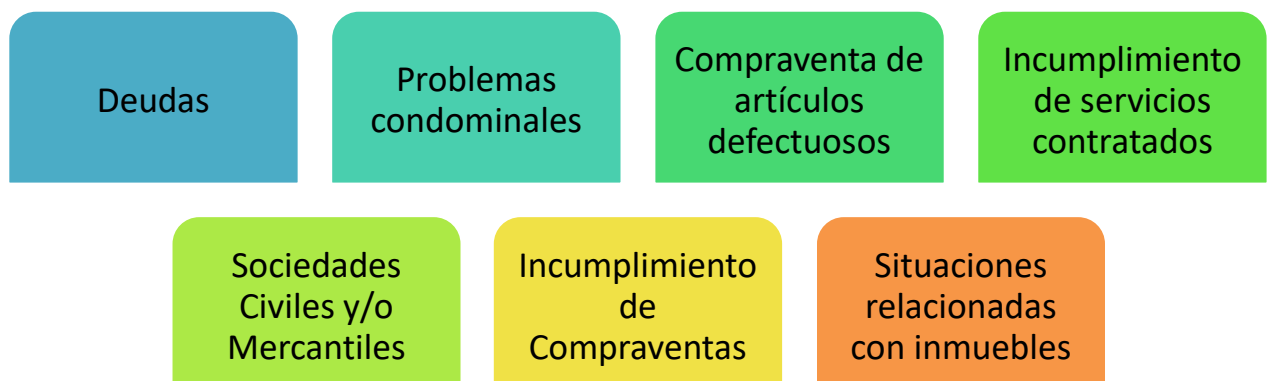 Deudas
Problemas
condominales
Compraventa de
artículos
defectuosos
Incumplimiento
de servicios
contratados
Sociedades
Civiles y/o
Mercantiles
Incumplimiento
de
Compraventas
Situaciones
relacionadas
con inmuebles